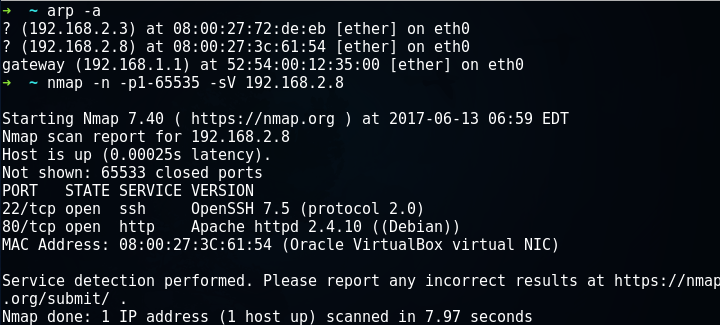 ➜  ~ arp -a
? (192.168.2.3) at 08:00:27:72:de:eb [ether] on eth0
? (192.168.2.8) at 08:00:27:3c:61:54 [ether] on eth0
gateway (192.168.1.1) at 52:54:00:12:35:00 [ether] on eth0
➜  ~ nmap -n -p1-65535 -sV 192.168.2.8
Starting Nmap 7.40 ( https://nmap.org ) at 2017-06-13 06:59 EDT
Nmap scan report for 192.168.2.8
Host is up (0.00025s latency).
Not shown: 65533 closed ports
PORT   STATE SERVICE VERSION
22/tcp open  ssh     OpenSSH 7.5 (protocol 2.0)
80/tcp open  http    Apache httpd 2.4.10 ((Debian))
MAC Address: 08:00:27:3C:61:54 (Oracle VirtualBox virtual NIC)
Service detection performed. Please report any incorrect results at https://nmap
.org/submit/ .
Nmap done: 1 IP address (1 host up) scanned in 7.97 seconds